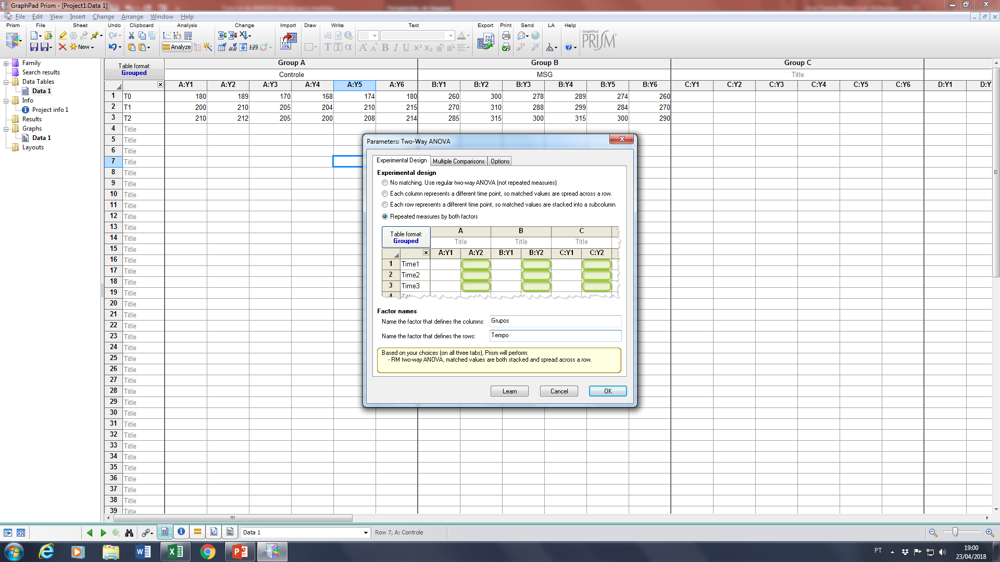 GraphPad Prism - [Project1:Data 1]
File Edit View Insert Change Arrange Window Help
Prism File Sheet Undo Clipboard Analysis Change Import Draw Write Text Export Print Send LA Help
New
Analyze
GraphPad
PRISM
Family
Search results
Data Tables
Data 1
Info
Project info 1
Results
Graphs
Data 1
Layouts
Table format:
Grouped
Group A Group B Group C
Controle MSG Title
A:Y1 A:Y2 A:Y3 A:Y4 A:Y5 A:Y6 B:Y1 B:Y2 B:Y3 B:Y4 B:Y5 B:Y6 C:Y1 C:Y2 C:Y3 C:Y4 C:Y5 C:Y6 D:Y1 D:Y
1 T0 180 189 170 168 174 180 260 300 278 289 274 260
2 T1 200 210 205 204 210 215 270 310 288 299 284 270
3 T2 210 212 205 200 208 214 285 315 300 315 300 290
4 Title
5 Title
6 Title
7 Title
8 Title
9 Title
10 Title
11 Title
12 Title
13 Title
14 Title
15 Title
16 Title
17 Title
18 Title
19 Title
20 Title
21 Title
22 Title
23 Title
24 Title
25 Title
26 Title
27 Title
28 Title
29 Title
30 Title
31 Title
32 Title
33 Title
34 Title
35 Title
36 Title
37 Title
38 Title
39 Title
Parameters: Two-Way ANOVA
Experimental Design Multiple Comparisons Options
Experimental design
No matching. Use regular two-way ANOVA (not repeated measures)
Each column represents a different time point, so matched values are spread across a row.
Each row represents a different time point, so matched values are stacked into a subcolumn.
Repeated measures by both factors
Table format:
Grouped
A B C
Title Title Title
A:Y1 A:Y2 B:Y1 B:Y2 C:Y1 C:Y2
1 Time1
2 Time2
3 Time3
Factor names
Name the factor that defines the columns: Grupos
Name the factor that defines the rows: Tempo
Based on your choices (on all three tabs), Prism will perform:
- RM two-way ANOVA, matched values are both stacked and spread across a row.
Learn Cancel OK
Data 1 Row 7, A: Controle
PT 19:00
23/04/2018